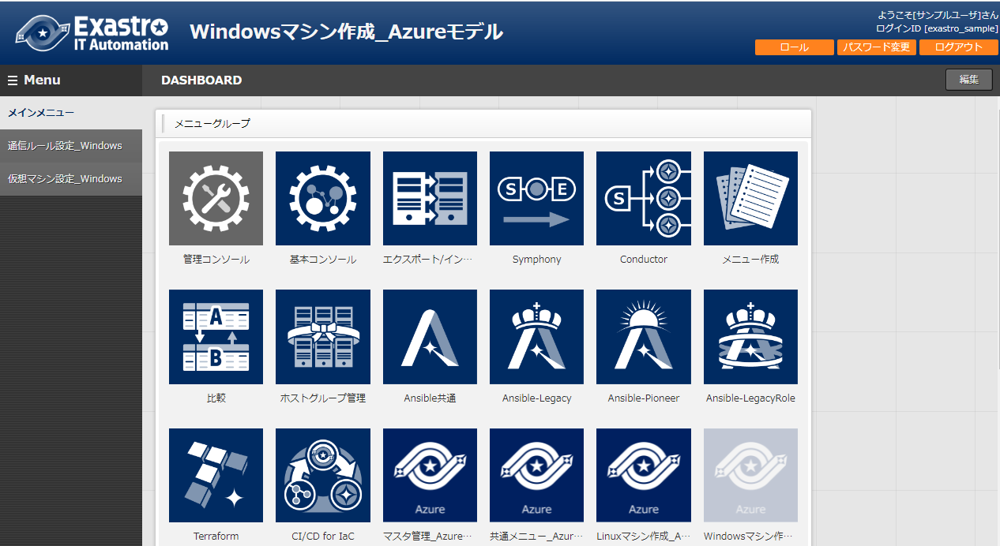 Exastro
IT Automation
Windowsマシン作成_Azureモデル
ようこそ[サンプルユーザ]さん
ログインID [exastro_sample]
ロール
パスワード変更
ログアウト
Menu
DASHBOARD
編集
メインメニュー
通信ルール設定_Windows
仮想マシン設定_Windows
メニューグループ
S
E
S
管理コンソール
基本コンソール
エクスポート/イン…
Symphony
Conductor
メニュー作成
A
B
比較
ホストグループ管理
Ansible共通
Ansible-Legacy
Ansible-Pioneer
Ansible-LegacyRole
Azure
Azure
Azure
Azure
Terraform
CI/CD for IaC
マスタ管理_Azure…
共通メニュー_Azur…
Linuxマシン作成_A…
Windowsマシン作…